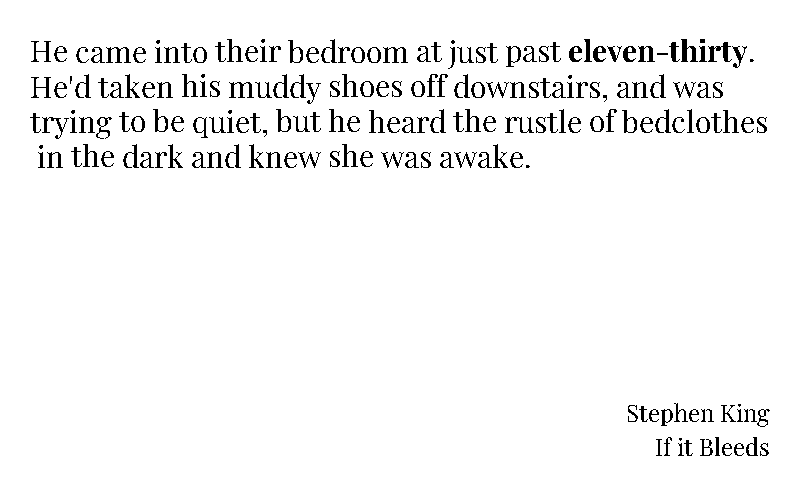 He came into their bedroom at just past eleven-thirty.
He'd taken his muddy shoes off downstairs, and was
trying to be quiet, but he heard the rustle of bedclothes
in the dark and knew she was awake.
Stephen King
If it Bleeds